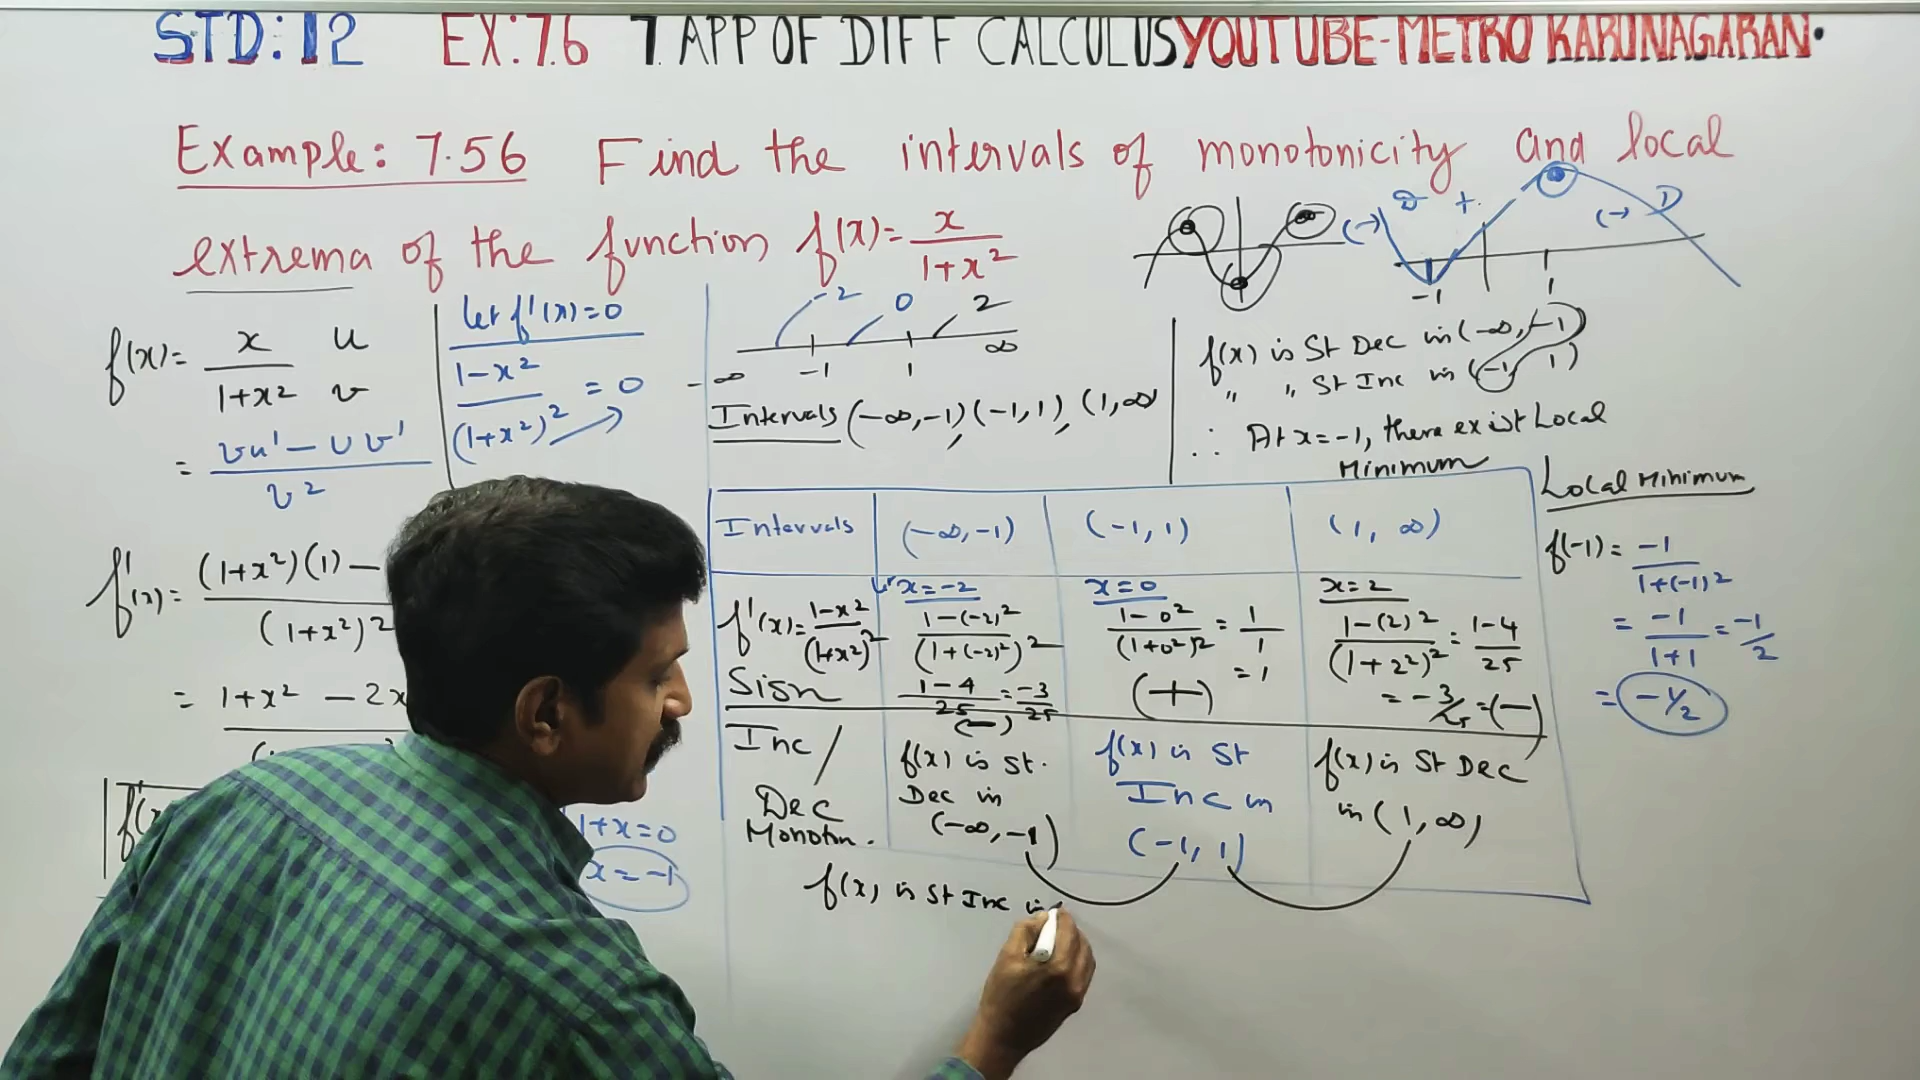 STD:12 EX:7.6 7. APP OF DIFF CALCULUS YOUTUBE-METRO KARUNAGARAN.
Example: 7.56 Find the intervals of monotonicity and local
extrema of the function, f(x)= x/(1+x²)
f(x)= x/(1+x²) u v
= (vu' - uv')/v²
f'(x)= (1+x²)(1) -
(1+x²)²
= 1+x² - 2x
f'(x
let f'(x)=0
(1-x²)/(1+x²)² = 0
1+x=0
x=-1
-2 0 2
-∞ -1 1 ∞
Intervals (-∞,-1), (-1,1), (1,∞)
(-) D + (-) D
-1 1
f(x) is St Dec in (-∞,-1)
" " St Inc in (-1, 1)
∴ At x=-1, there exist Local
Minimum
Intervals (-∞,-1) (-1,1) (1, ∞)
f'(x)= (1-x²)/(1+x²)²
Sign
x=-2
(1-(-2)²)/(1+(-2)²)²
(1-4)/25 = -3/25
(-)
x=0
(1-0²)/(1+0²)² = 1/1
= 1
(+)
x=2
(1-(2)²)/(1+2²)² = (1-4)/25
= -3/25 = (-)
Inc/
Dec
Monoton.
f(x) is St.
Dec in
(-∞,-1)
f(x) is St
Inc in
(-1,1)
f(x) is St Dec
in (1,∞)
Local Minimum
f(-1)= -1/(1+(-1)²)
= -1/(1+1) = -1/2
= -1/2
f(x) is St Inc in